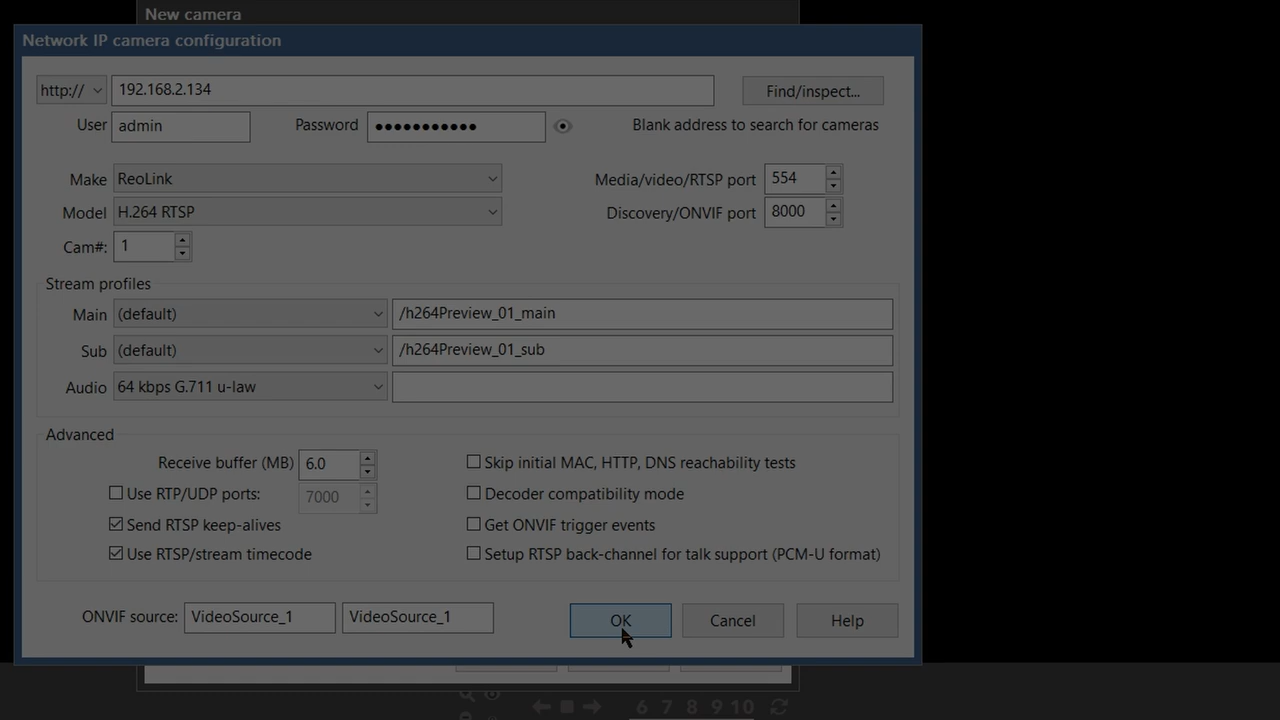 New camera
Network IP camera configuration
http:// 192.168.2.134 Find/inspect...
User admin Password ●●●●●●●●●●● Blank address to search for cameras
Make ReoLink Media/video/RTSP port 554
Model H.264 RTSP Discovery/ONVIF port 8000
Cam#: 1
Stream profiles
Main (default) /h264Preview_01_main
Sub (default) /h264Preview_01_sub
Audio 64 kbps G.711 u-law
Advanced
Receive buffer (MB) 6.0 Skip initial MAC, HTTP, DNS reachability tests
Use RTP/UDP ports: 7000 Decoder compatibility mode
Send RTSP keep-alives Get ONVIF trigger events
Use RTSP/stream timecode Setup RTSP back-channel for talk support (PCM-U format)
ONVIF source: VideoSource_1 VideoSource_1 OK Cancel Help
6 7 8 9 10